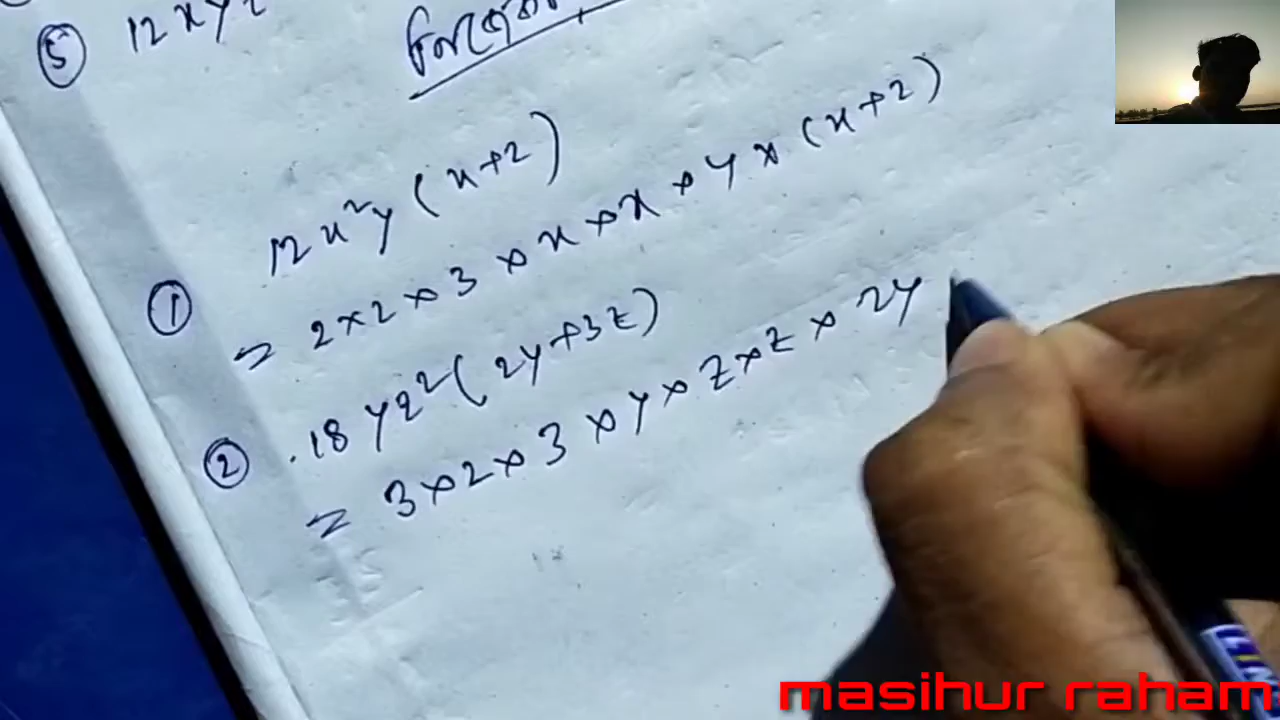 ⑤ 12xy
① 12x²y(x+2)
= 2×2×3×x×x×y×(x+2)
② .18yz²(2y+3z)
= 3×2×3×y×z×z×2y
masihur raham